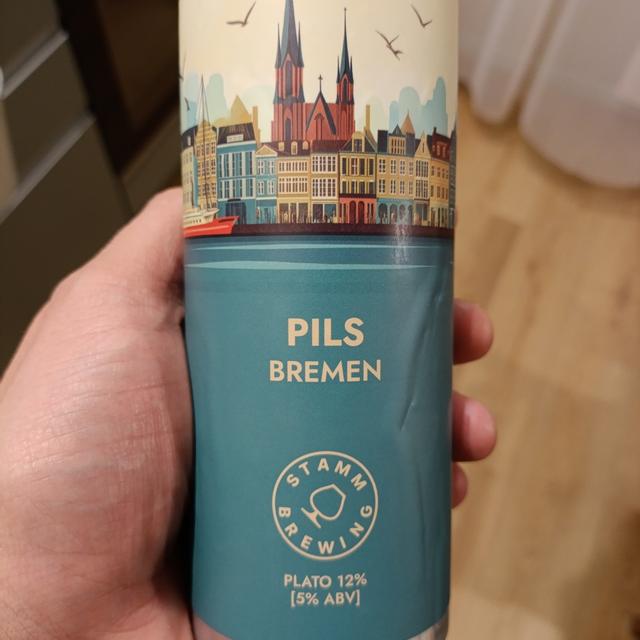 PILS
BREMEN
STAMM
BREWING
PLATO 12%
[5% ABV]